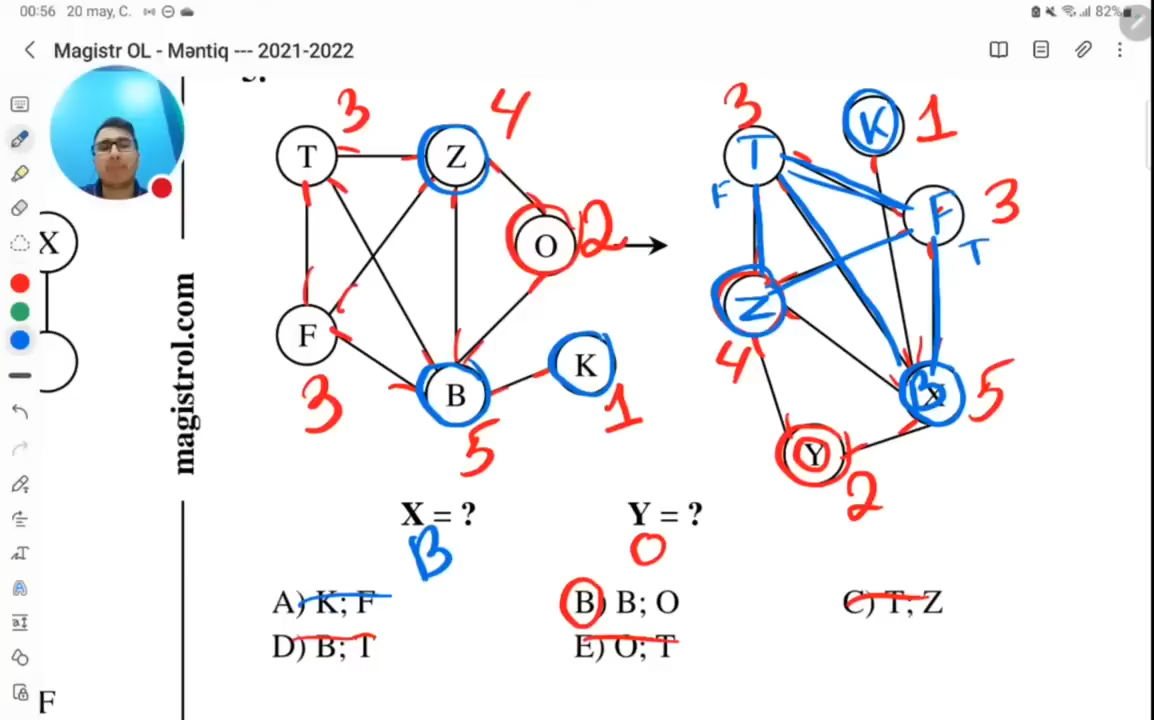 00:56 20 may, C. 82%
Magistr OL - Məntiq --- 2021-2022
3 4 3 K 1
T Z T
X O 2 F F 3
T
F B K Z B 5
3 5 1 4
Y
2
magistrol.com
X = ? Y = ?
B O
A) K; F B) B; O C) T; Z
D) B; T E) O; T
F